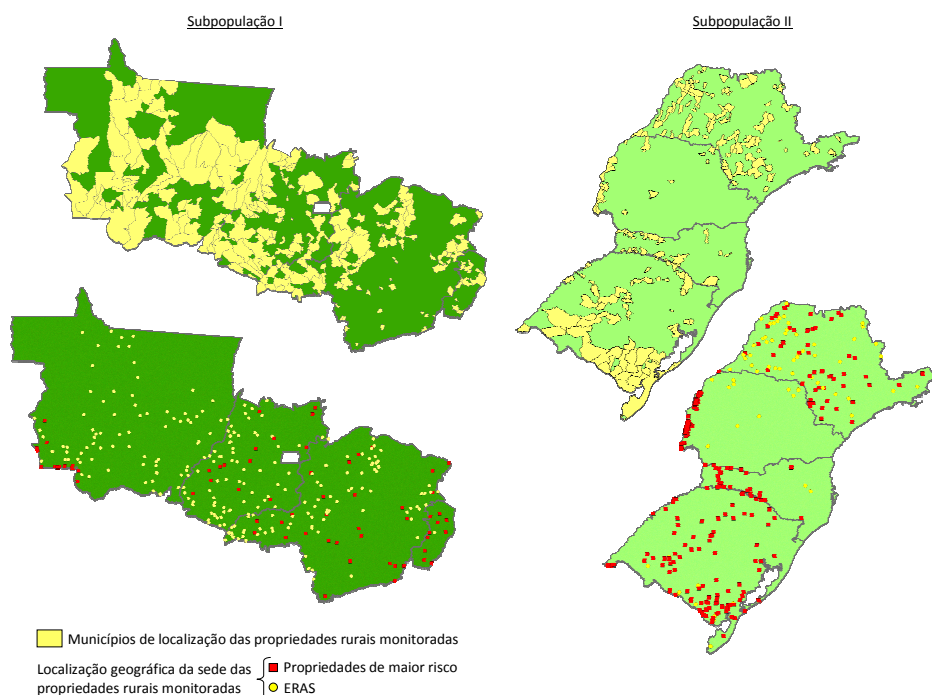 Subpopulação I
Subpopulação II
Municípios de localização das propriedades rurais monitoradas
Localização geográfica da sede das
propriedades rurais monitoradas
Propriedades de maior risco
ERAS